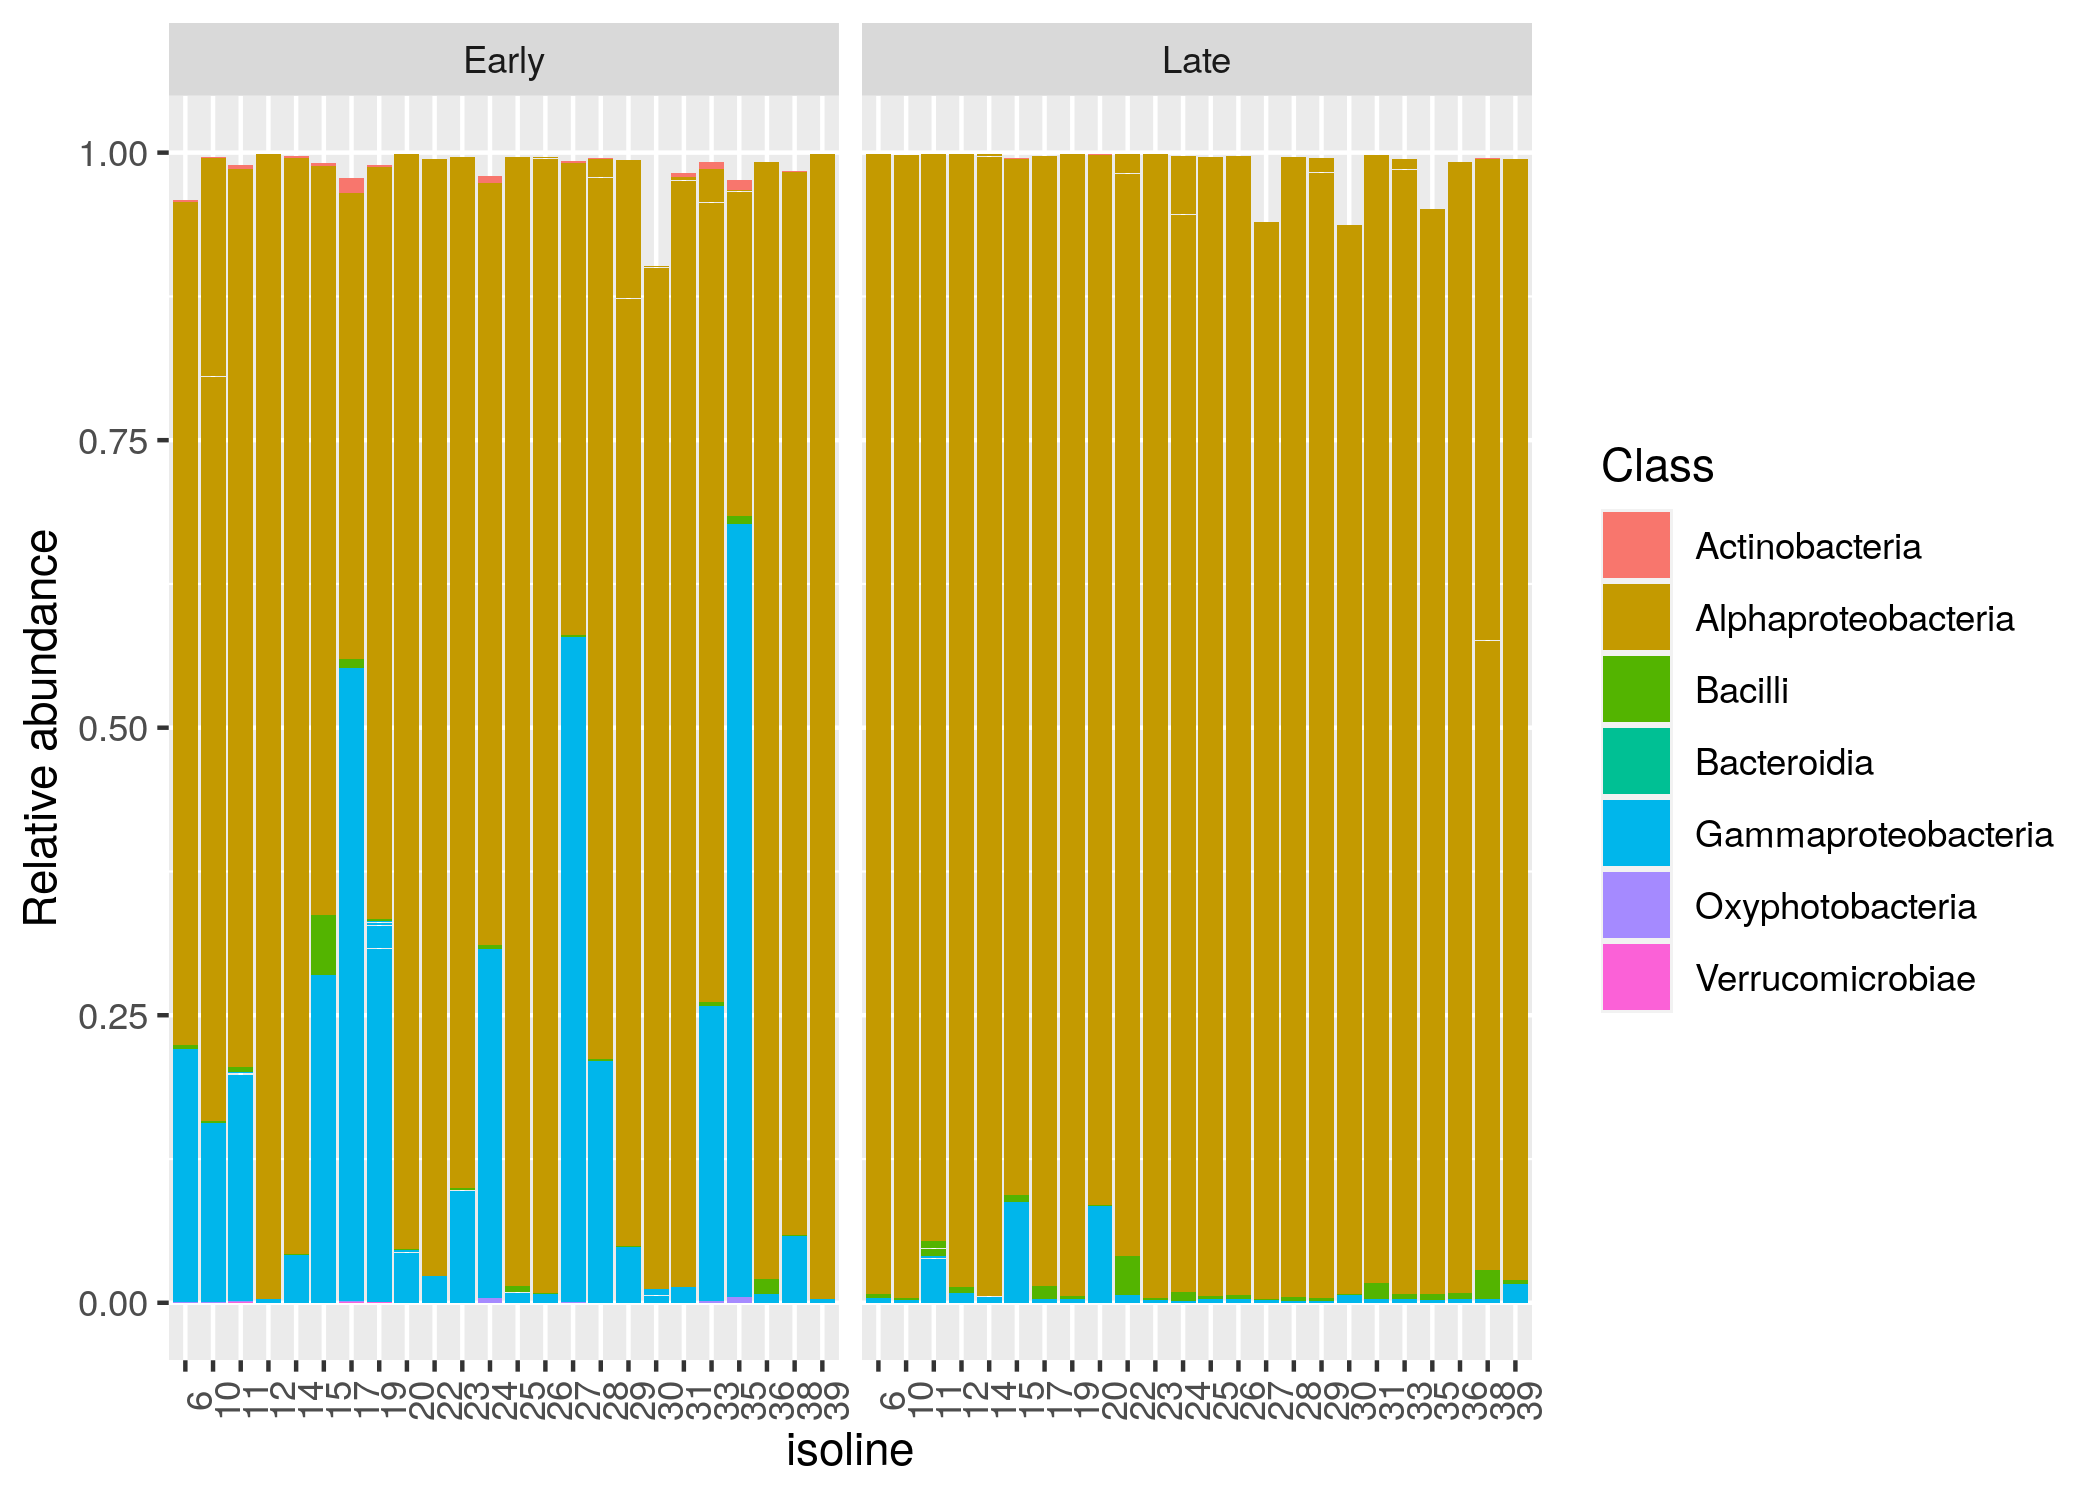 Early Late
1.00
0.75
0.50
0.25
0.00
Relative abundance
6 10 11 12 14 15 17 19 20 22 23 24 25 26 27 28 29 30 31 33 35 36 38 39
6 10 11 12 14 15 17 19 20 22 23 24 25 26 27 28 29 30 31 33 35 36 38 39
isoline
Class
Actinobacteria
Alphaproteobacteria
Bacilli
Bacteroidia
Gammaproteobacteria
Oxyphotobacteria
Verrucomicrobiae